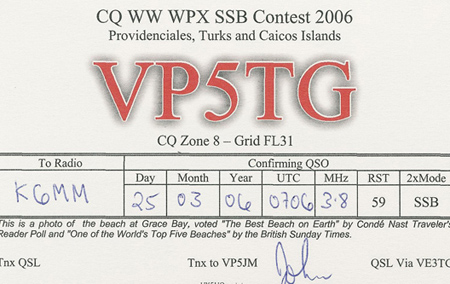 CQ WW WPX SSB Contest 2006
Providenciales, Turks and Caicos Islands
VP5TG
CQ Zone 8 – Grid FL31
To Radio Confirming QSO
Day Month Year UTC MHz RST 2xMode
K6MM 25 03 06 0706 3.8 59 SSB
This is a photo of the beach at Grace Bay, voted "The Best Beach on Earth" by Condé Nast Traveler's
Reader Poll and "One of the World's Top Five Beaches" by the British Sunday Times.
Tnx QSL Tnx to VP5JM John QSL Via VE3TG